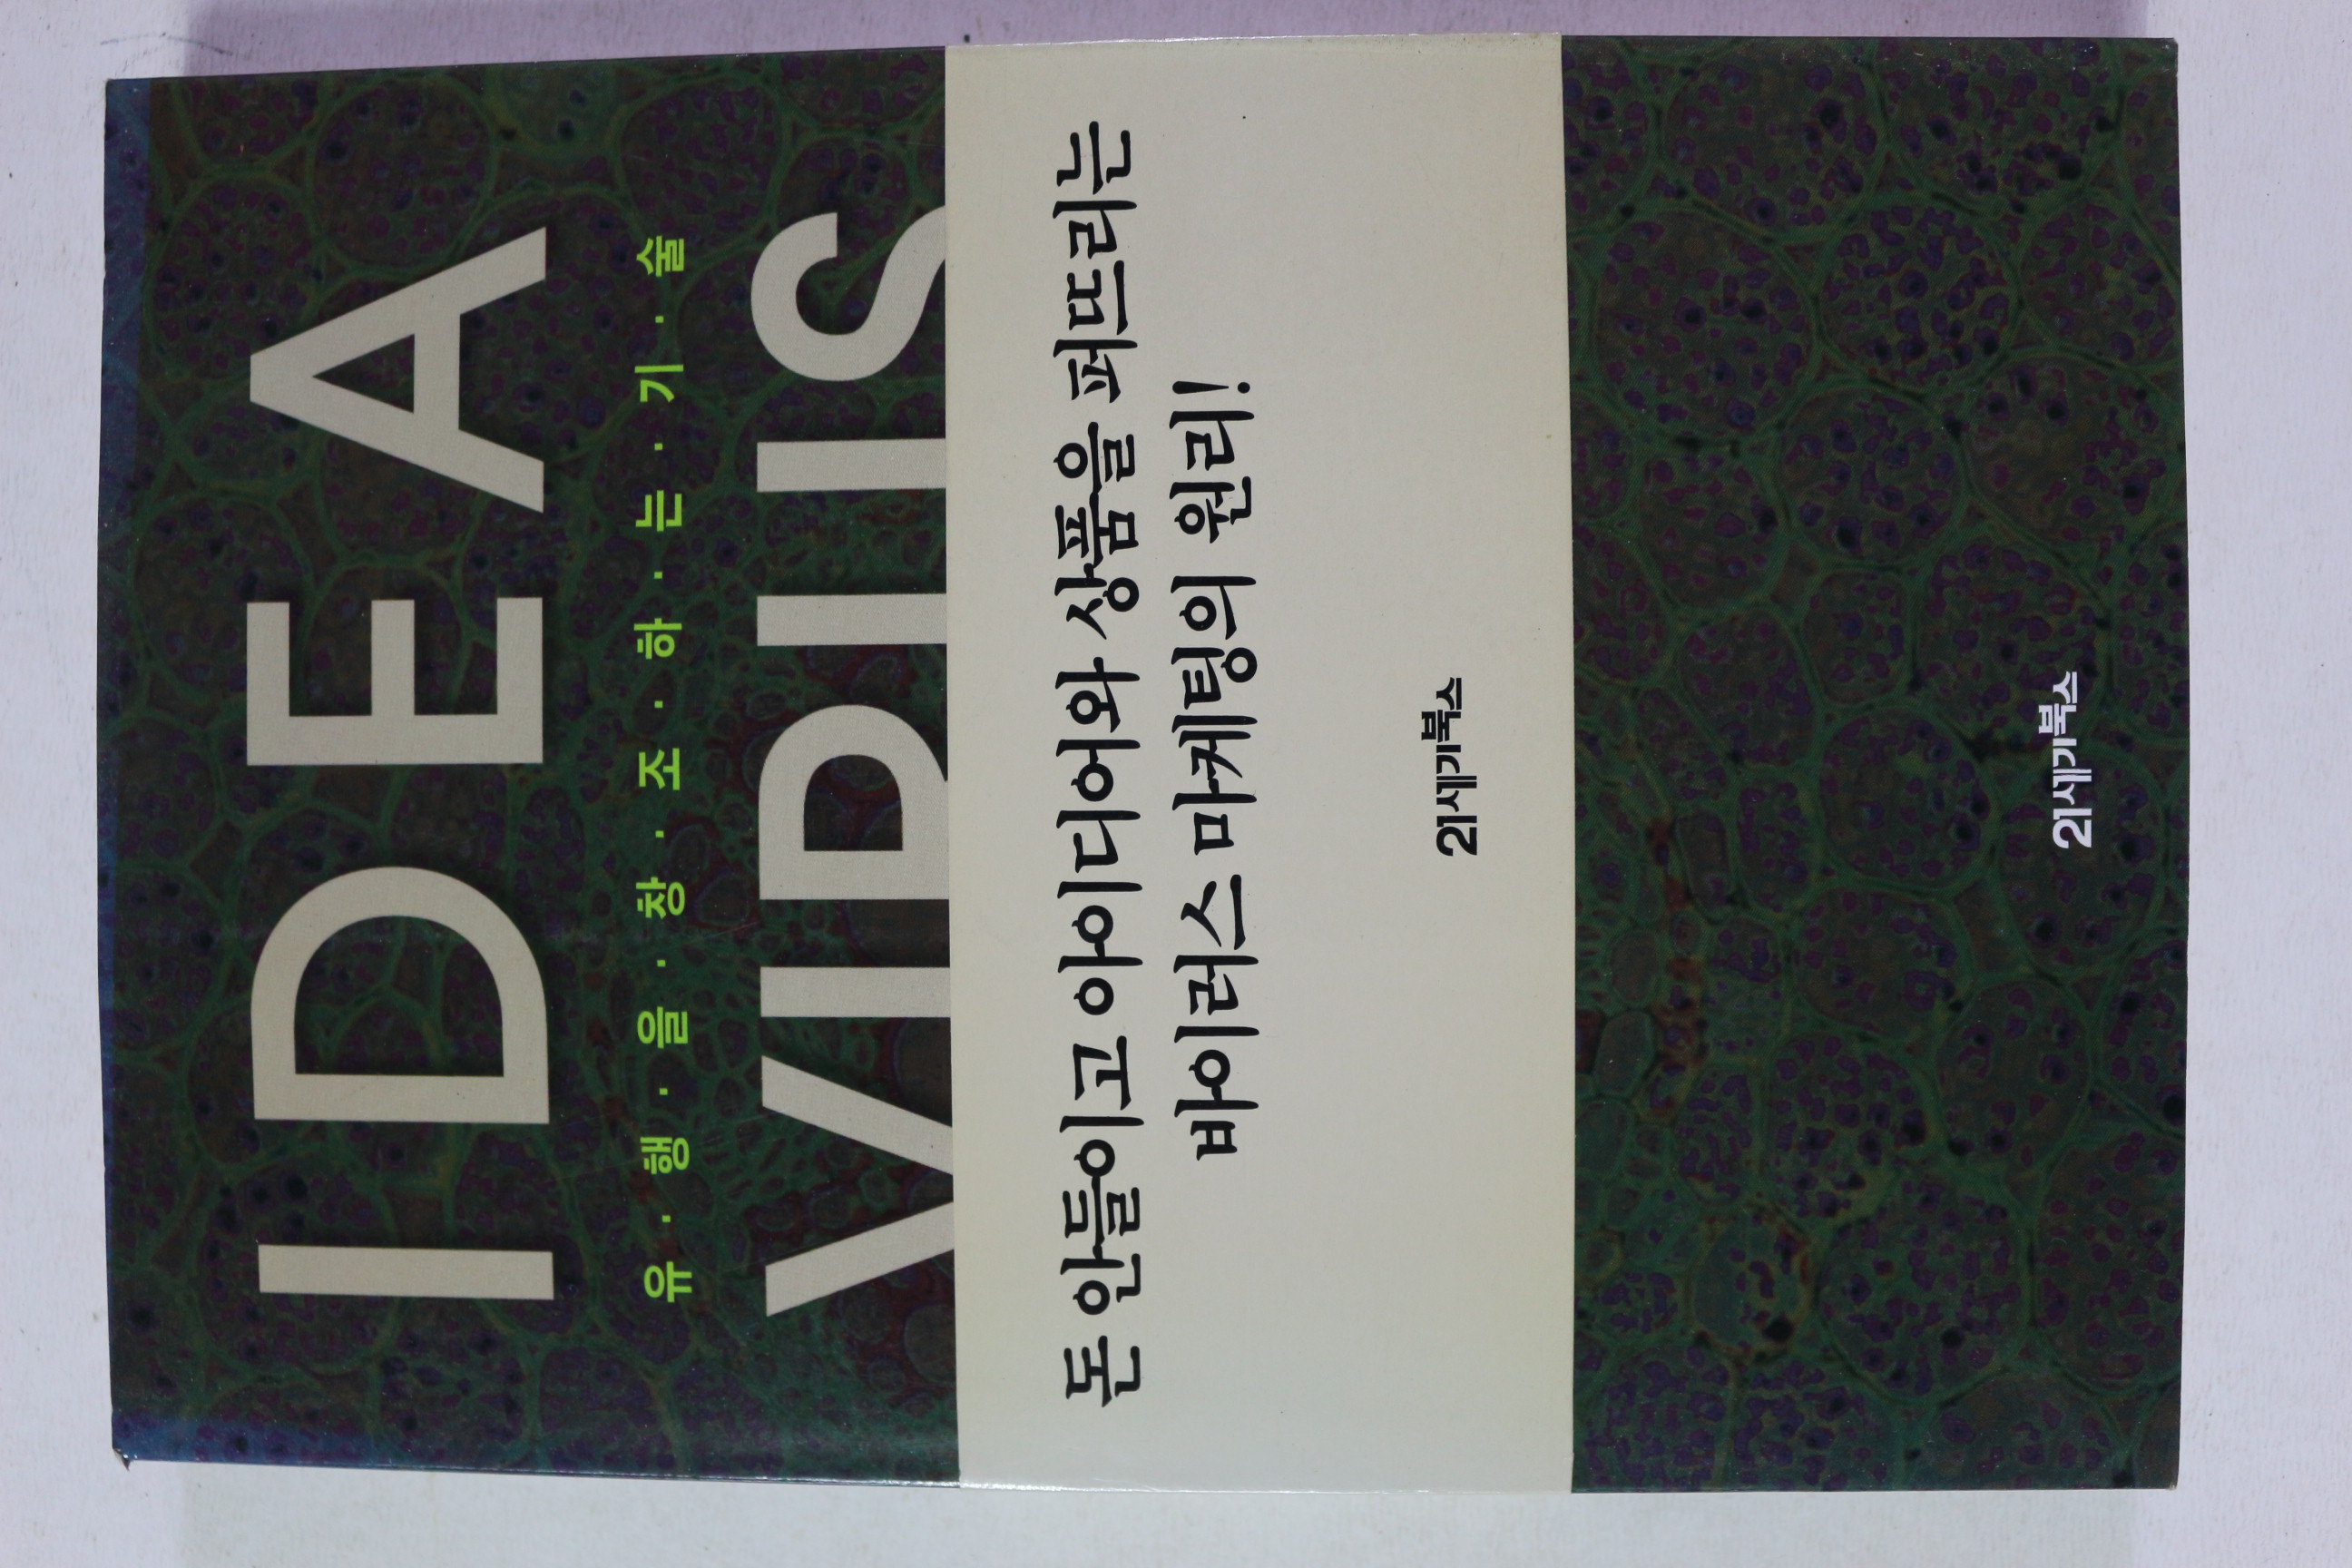 IDEA
유·행·을·창·조·하·는·기·술
VIRUS
돈 안들이고 아이디어와 상품을 퍼뜨리는
바이러스 마케팅의 원리!
21세기북스
21세기북스